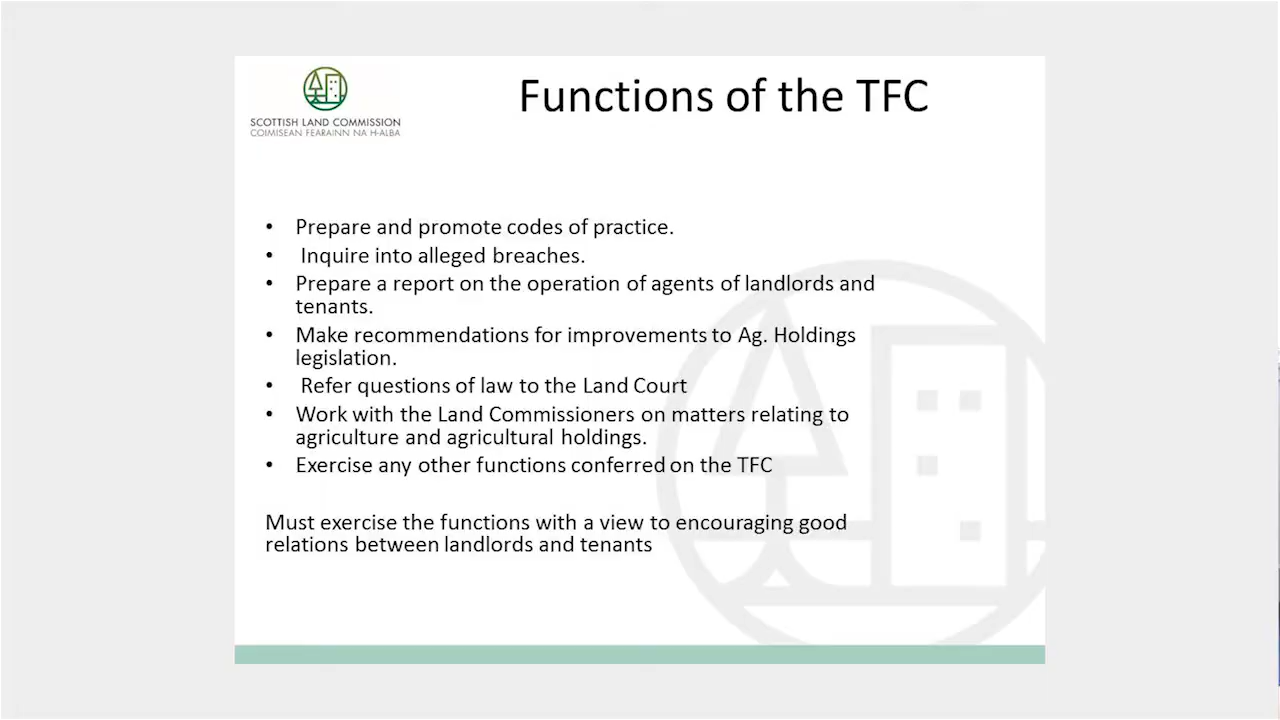 SCOTTISH LAND COMMISSION
COIMISEAN FEARAINN NA H-ALBA
Functions of the TFC
• Prepare and promote codes of practice.
• Inquire into alleged breaches.
• Prepare a report on the operation of agents of landlords and
tenants.
• Make recommendations for improvements to Ag. Holdings
legislation.
• Refer questions of law to the Land Court
• Work with the Land Commissioners on matters relating to
agriculture and agricultural holdings.
• Exercise any other functions conferred on the TFC
Must exercise the functions with a view to encouraging good
relations between landlords and tenants